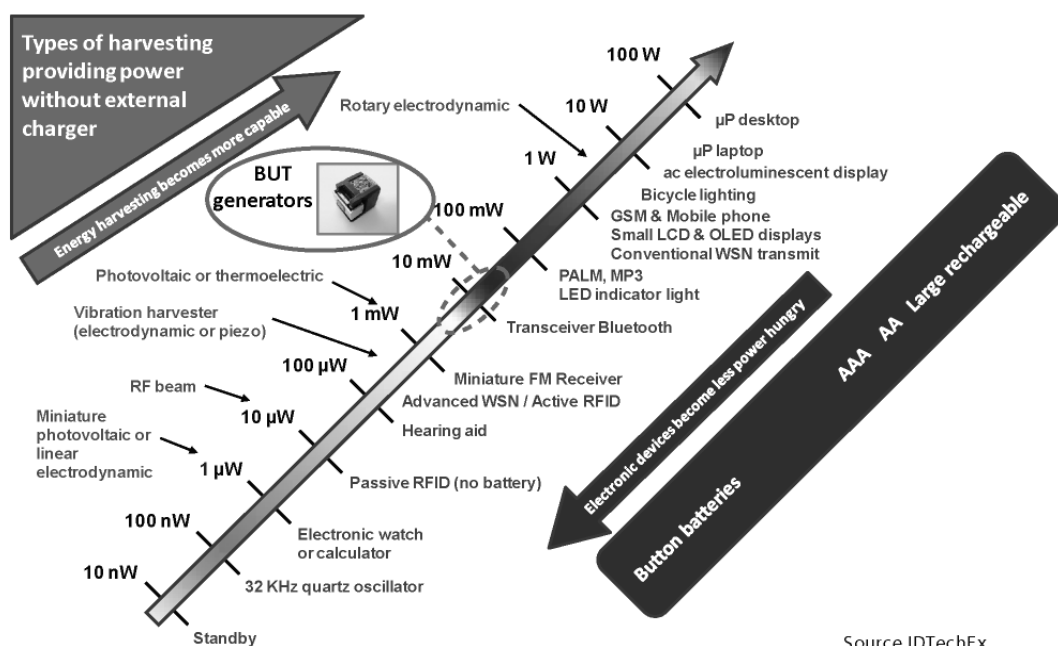 Types of harvesting
providing power
without external
charger
Energy harvesting becomes more capable
BUT
generators
100 W
10 W
1 W
100 mW
10 mW
1 mW
100 µW
10 µW
1 µW
100 nW
10 nW
Rotary electrodynamic
Photovoltaic or thermoelectric
Vibration harvester
(electrodynamic or piezo)
RF beam
Miniature
photovoltaic or
linear
electrodynamic
µP desktop
µP laptop
ac electroluminescent display
Bicycle lighting
GSM & Mobile phone
Small LCD & OLED displays
Conventional WSN transmit
PALM, MP3
LED indicator light
Transceiver Bluetooth
Miniature FM Receiver
Advanced WSN / Active RFID
Hearing aid
Passive RFID (no battery)
Electronic watch
or calculator
32 KHz quartz oscillator
Standby
Electronic devices become less power hungry
Button batteries AAA AA Large rechargeable
Source IDTechEx